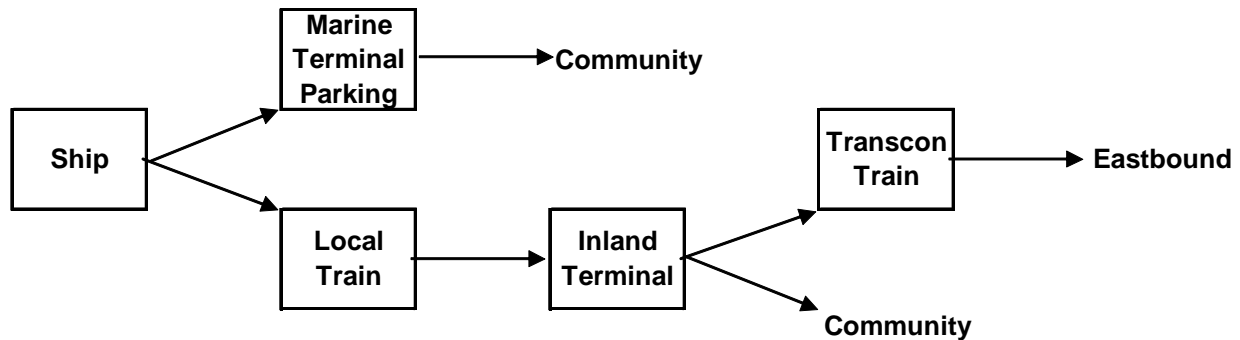 Marine
Terminal
Parking
Community
Ship
Transcon
Train
Eastbound
Local
Train
Inland
Terminal
Community